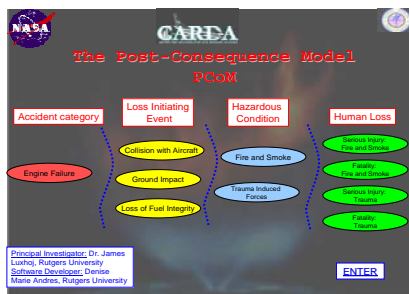 NASA
CARDA
The Post-Consequence Model
PCoM
Accident category
Loss Initiating
Event
Hazardous
Condition
Human Loss
Engine Failure
Collision with Aircraft
Ground Impact
Loss of Fuel Integrity
Fire and Smoke
Trauma Induced
Forces
Serious Injury:
Fire and Smoke
Fatality:
Fire and Smoke
Serious Injury:
Trauma
Fatality:
Trauma
Principal Investigator: Dr. James
Luxhoj, Rutgers University
Software Developer: Denise
Marie Andres, Rutgers University
ENTER